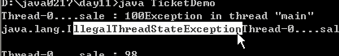 D:\java0217\day11>java TicketDemo
Thread-0....sale : 100Exception in thread "main"
java.lang.IllegalThreadStateExceptionThread-0....sa
Thread-0....sale : 98